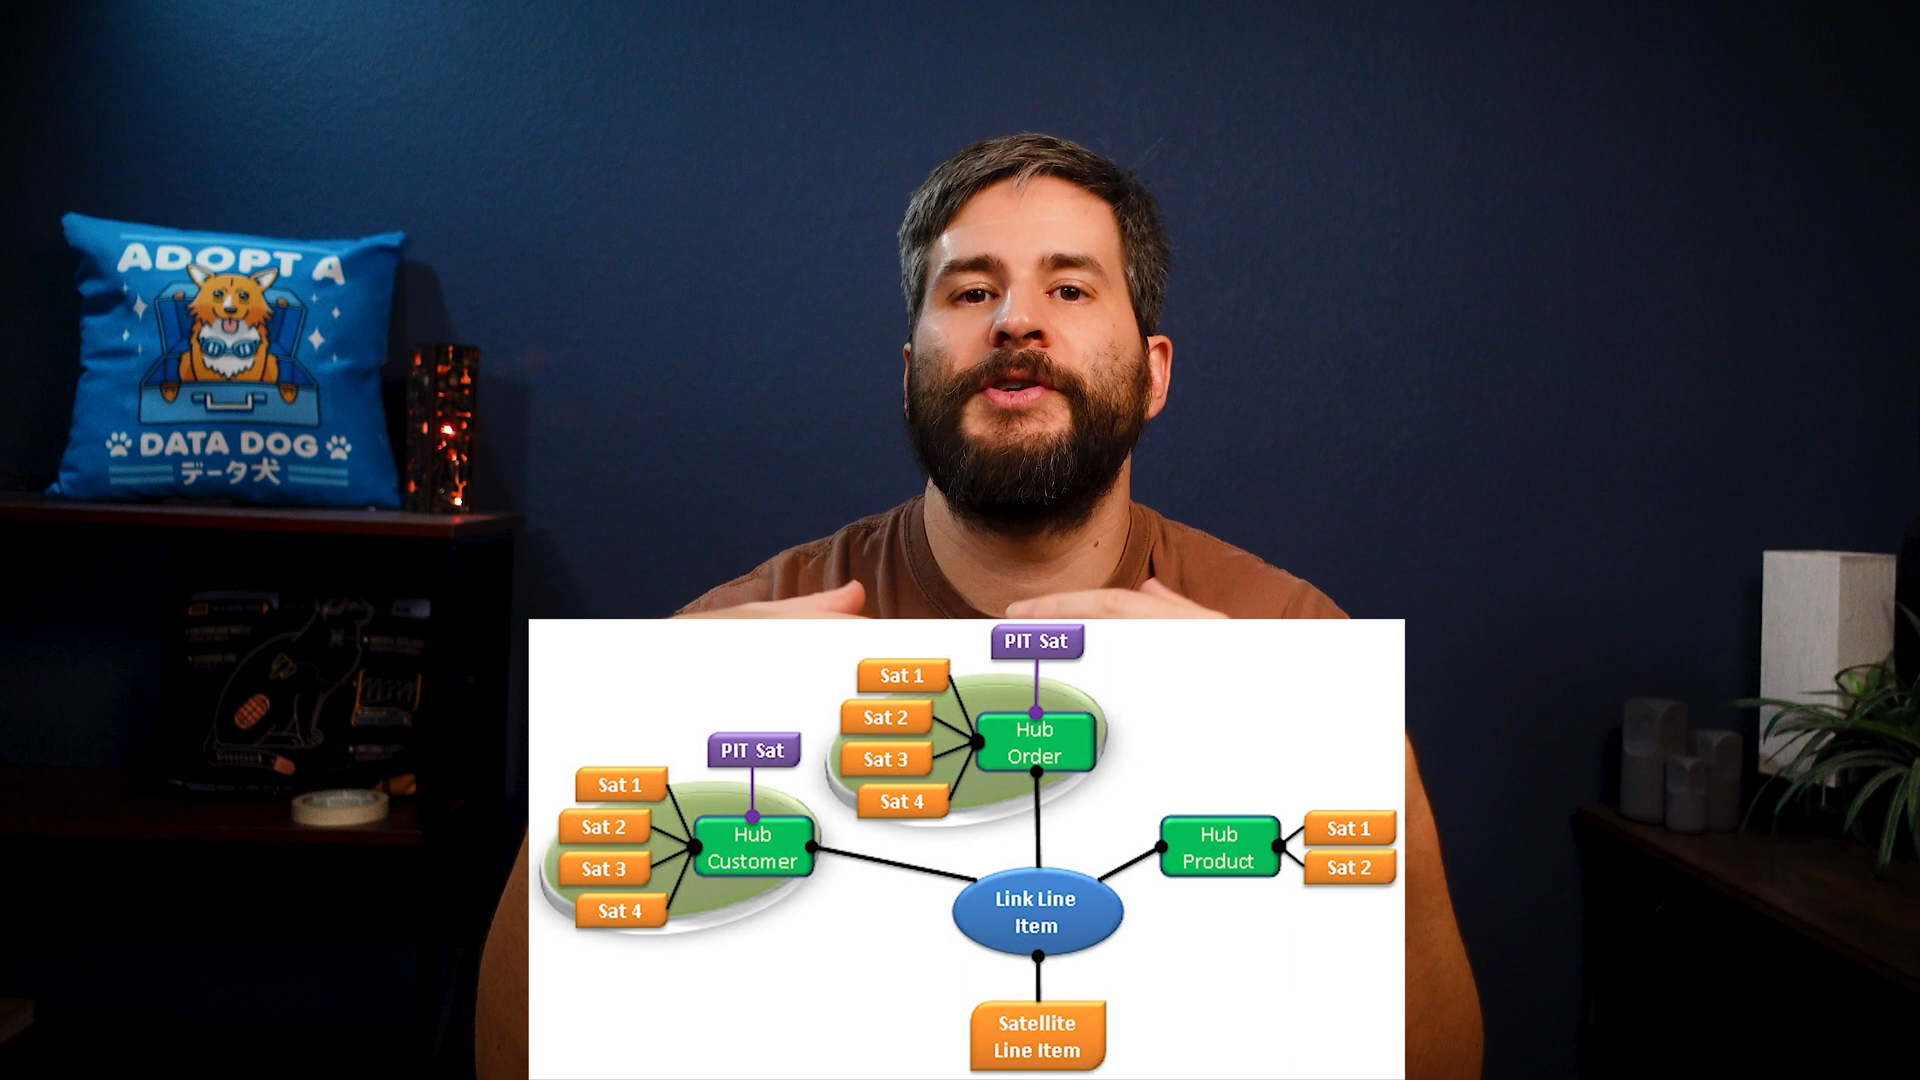 ADOPT A
DATA DOG
データ犬
PIT Sat
Sat 1
Sat 2
Sat 3
Sat 4
Hub
Order
PIT Sat
Sat 1
Sat 2
Sat 3
Sat 4
Hub
Customer
Hub
Product
Sat 1
Sat 2
Link Line
Item
Satellite
Line Item